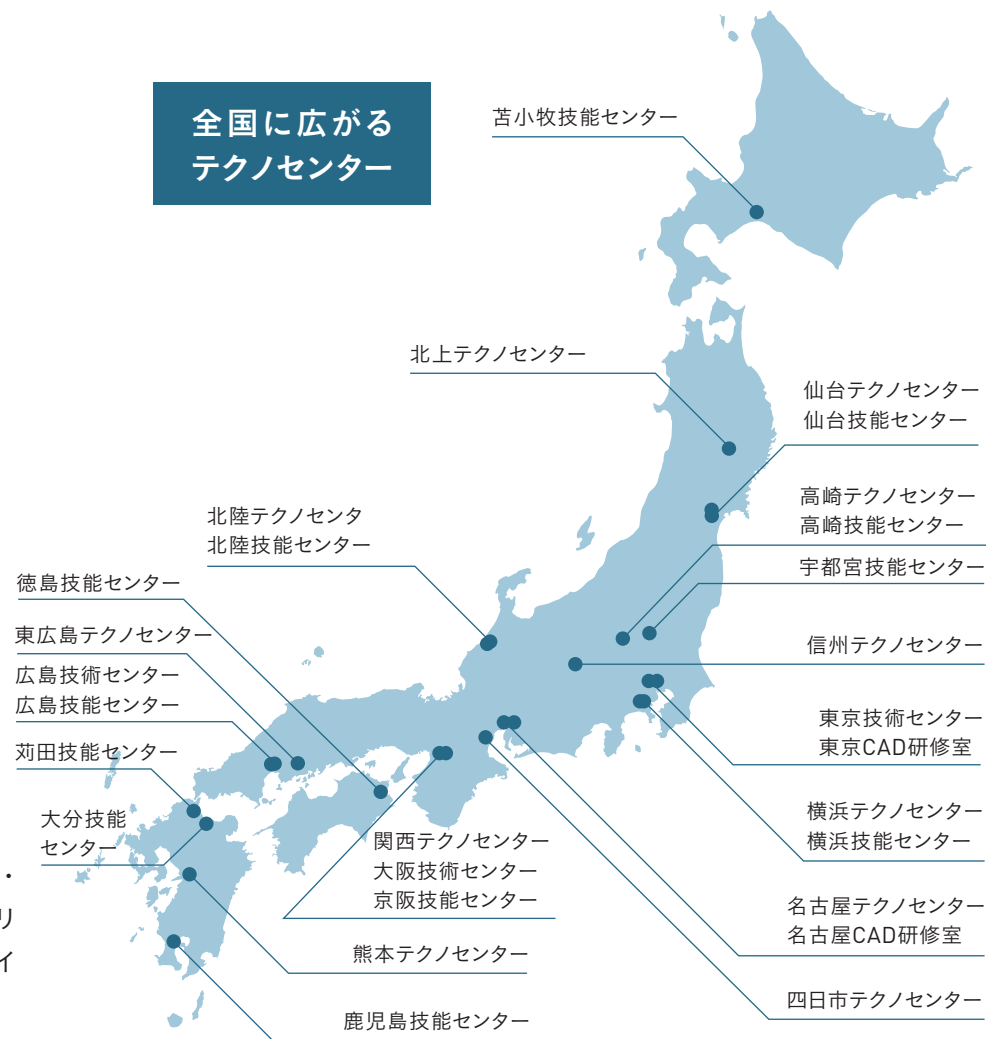 全国に広がる
テクノセンター
苫小牧技能センター
北上テクノセンター
仙台テクノセンター
仙台技能センター
高崎テクノセンター
高崎技能センター
宇都宮技能センター
信州テクノセンター
東京技術センター
東京CAD研修室
横浜テクノセンター
横浜技能センター
名古屋テクノセンター
名古屋CAD研修室
四日市テクノセンター
北陸テクノセンタ
北陸技能センター
徳島技能センター
東広島テクノセンター
広島技術センター
広島技能センター
苅田技能センター
大分技能
センター
関西テクノセンター
大阪技術センター
京阪技能センター
熊本テクノセンター
鹿児島技能センター
・
リ
イ